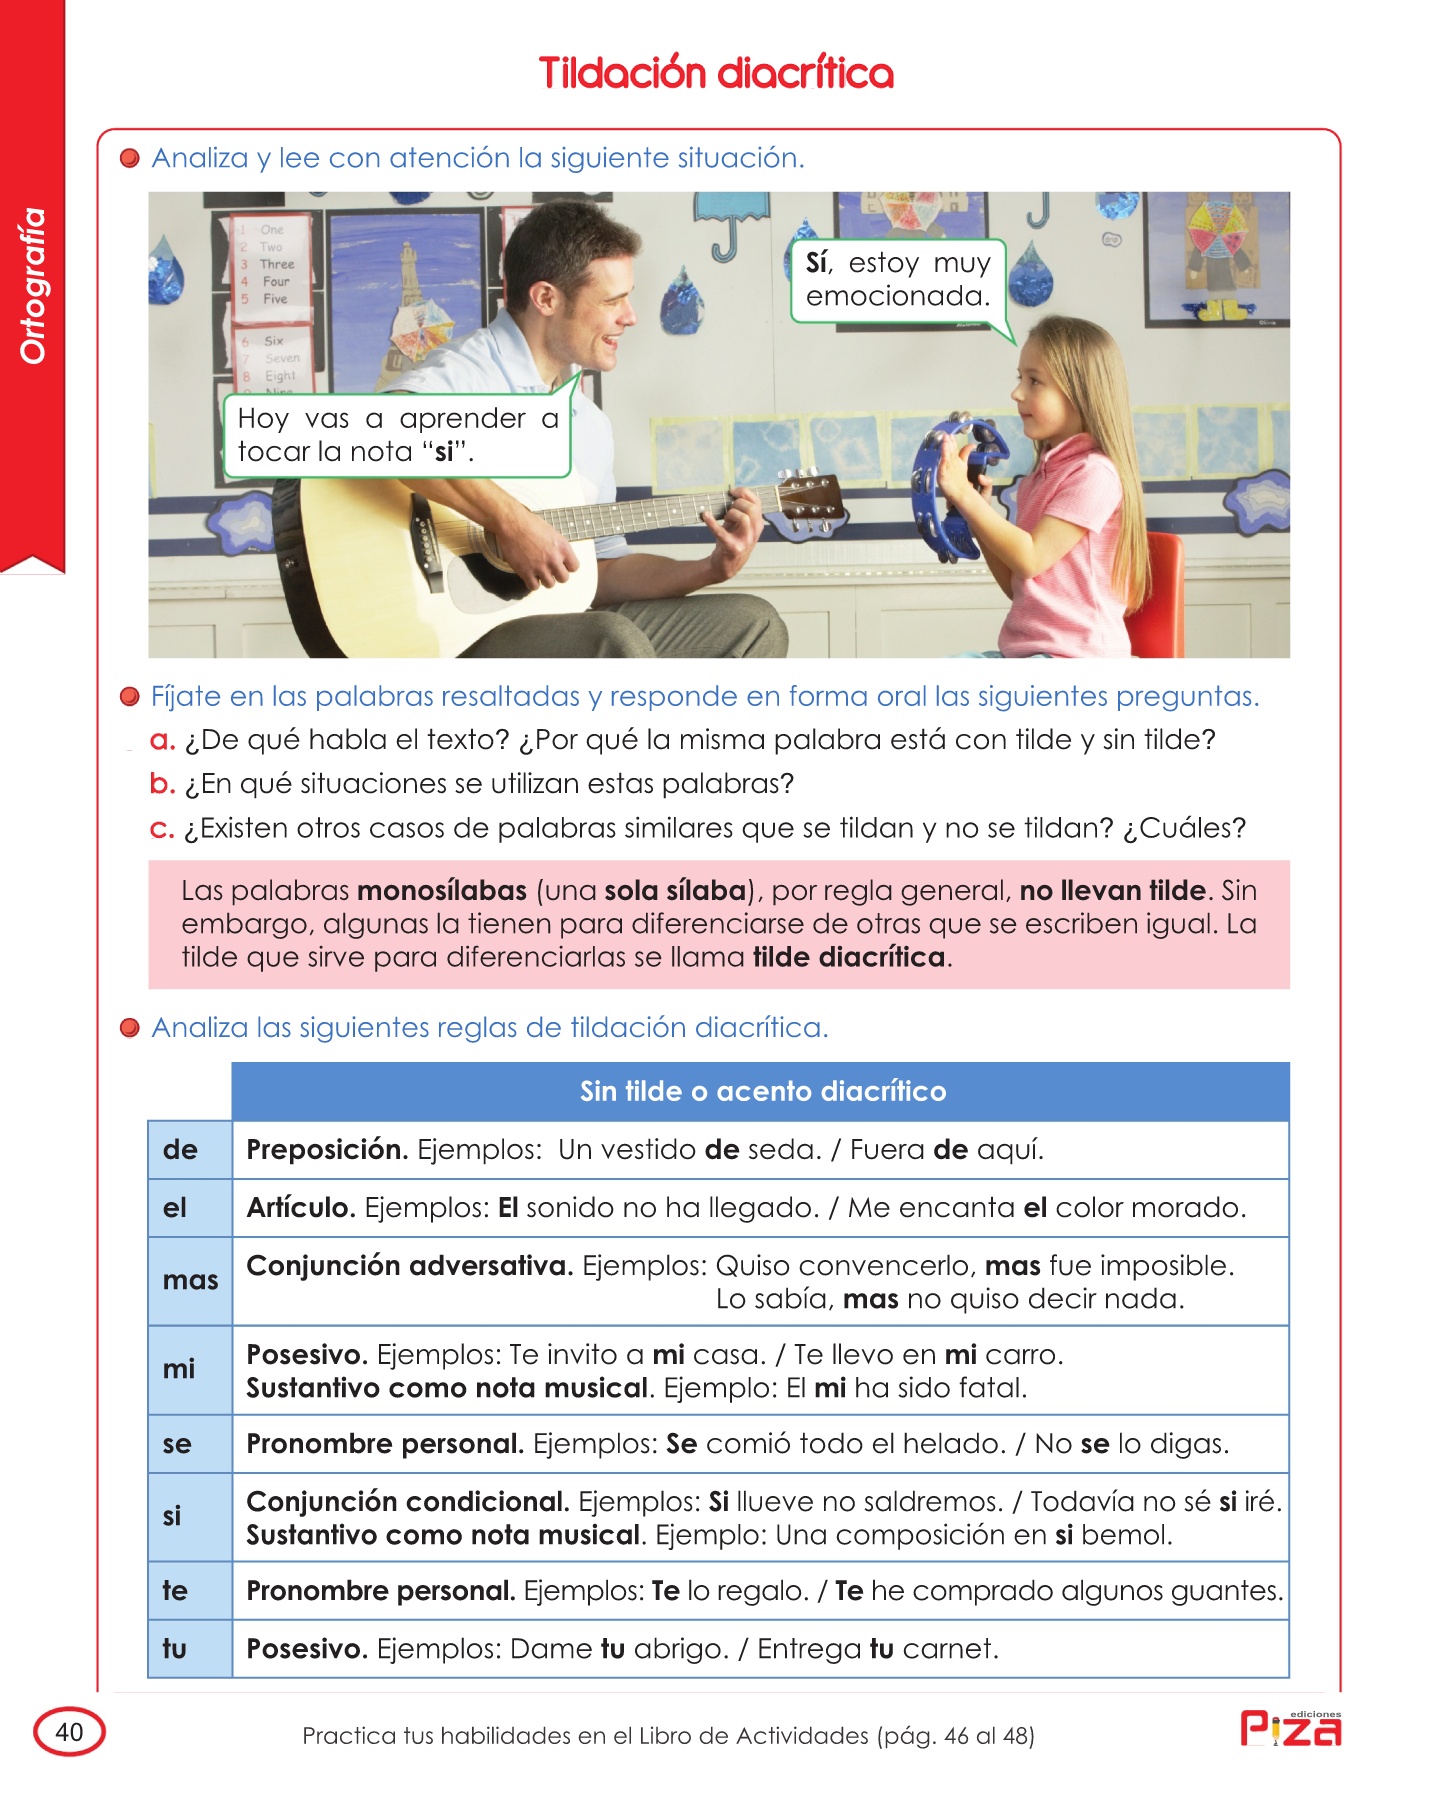 Tildación diacrítica
Ortografía
Analiza y lee con atención la siguiente situación.
1 One
2 Two
3 Three
4 Four
5 Five
6 Six
7 Seven
8 Eight
Sí, estoy muy
emocionada.
Hoy vas a aprender a
tocar la nota “si”.
Fíjate en las palabras resaltadas y responde en forma oral las siguientes preguntas.
a. ¿De qué habla el texto? ¿Por qué la misma palabra está con tilde y sin tilde?
b. ¿En qué situaciones se utilizan estas palabras?
c. ¿Existen otros casos de palabras similares que se tildan y no se tildan? ¿Cuáles?
Las palabras monosílabas (una sola sílaba), por regla general, no llevan tilde. Sin
embargo, algunas la tienen para diferenciarse de otras que se escriben igual. La
tilde que sirve para diferenciarlas se llama tilde diacrítica.
Analiza las siguientes reglas de tildación diacrítica.
Sin tilde o acento diacrítico
de Preposición. Ejemplos: Un vestido de seda. / Fuera de aquí.
el Artículo. Ejemplos: El sonido no ha llegado. / Me encanta el color morado.
mas Conjunción adversativa. Ejemplos: Quiso convencerlo, mas fue imposible.
Lo sabía, mas no quiso decir nada.
mi Posesivo. Ejemplos: Te invito a mi casa. / Te llevo en mi carro.
Sustantivo como nota musical. Ejemplo: El mi ha sido fatal.
se Pronombre personal. Ejemplos: Se comió todo el helado. / No se lo digas.
si Conjunción condicional. Ejemplos: Si llueve no saldremos. / Todavía no sé si iré.
Sustantivo como nota musical. Ejemplo: Una composición en si bemol.
te Pronombre personal. Ejemplos: Te lo regalo. / Te he comprado algunos guantes.
tu Posesivo. Ejemplos: Dame tu abrigo. / Entrega tu carnet.
40
Practica tus habilidades en el Libro de Actividades (pág. 46 al 48)
ediciones
Piza